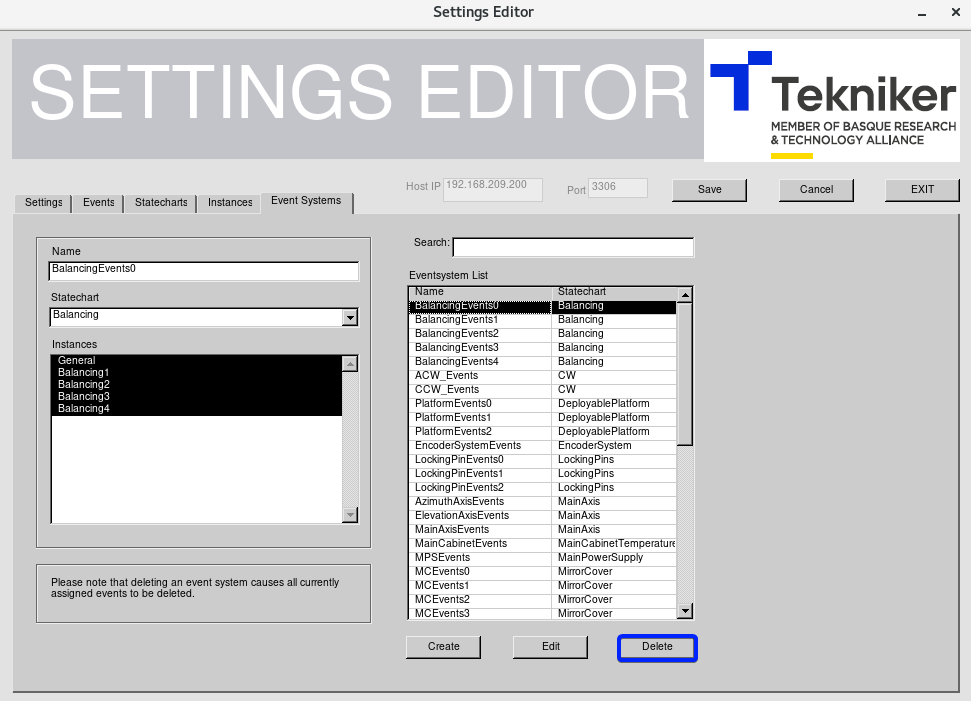 Settings Editor
SETTINGS EDITOR
Tekniker
MEMBER OF BASQUE RESEARCH
& TECHNOLOGY ALLIANCE
Host IP 192.168.209.200 Port 3306 Save Cancel EXIT
Settings Events Statecharts Instances Event Systems
Name
BalancingEvents0
Statechart
Balancing
Instances
General
Balancing1
Balancing2
Balancing3
Balancing4
Please note that deleting an event system causes all currently
assigned events to be deleted.
Search:
Eventsystem List
Name Statechart
BalancingEvents0 Balancing
BalancingEvents1 Balancing
BalancingEvents2 Balancing
BalancingEvents3 Balancing
BalancingEvents4 Balancing
ACW_Events CW
CCW_Events CW
PlatformEvents0 DeployablePlatform
PlatformEvents1 DeployablePlatform
PlatformEvents2 DeployablePlatform
EncoderSystemEvents EncoderSystem
LockingPinEvents0 LockingPins
LockingPinEvents1 LockingPins
LockingPinEvents2 LockingPins
AzimuthAxisEvents MainAxis
ElevationAxisEvents MainAxis
MainAxisEvents MainAxis
MainCabinetEvents MainCabinetTemperature
MPSEvents MainPowerSupply
MCEvents0 MirrorCover
MCEvents1 MirrorCover
MCEvents2 MirrorCover
MCEvents3 MirrorCover
Create Edit Delete